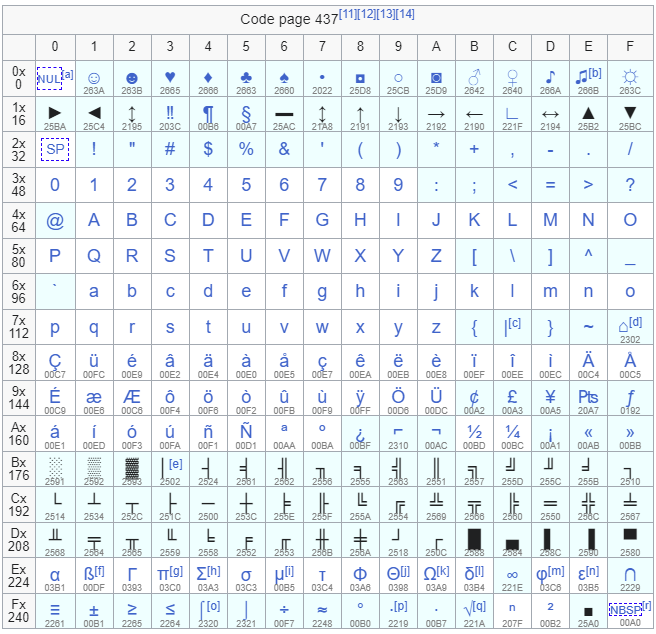 Code page 437[11][12][13][14]
0 1 2 3 4 5 6 7 8 9 A B C D E F
0x NUL[a] ☺ ☻ ♥ ♦ ♣ ♠ • ◘ ○ ◙ ♂ ♀ ♪ ♫[b] ☼
0 263A 263B 2665 2666 2663 2660 2022 25D8 25CB 25D9 2642 2640 266A 266B 263C
1x ► ◄ ↕ ‼ ¶ § ▬ ↨ ↑ ↓ → ← ∟ ↔ ▲ ▼
16 25BA 25C4 2195 203C 00B6 00A7 25AC 21A8 2191 2193 2192 2190 221F 2194 25B2 25BC
2x SP ! " # $ % & ' ( ) * + , - . /
32
3x 0 1 2 3 4 5 6 7 8 9 : ; < = > ?
48
4x @ A B C D E F G H I J K L M N O
64
5x P Q R S T U V W X Y Z [ \ ] ^ _
80
6x ` a b c d e f g h i j k l m n o
96
7x p q r s t u v w x y z { |[c] } ~ ⌂[d]
112 2302
8x Ç ü é â ä à å ç ê ë è ï î ì Ä Å
128 00C7 00FC 00E9 00E2 00E4 00E0 00E5 00E7 00EA 00EB 00E8 00EF 00EE 00EC 00C4 00C5
9x É æ Æ ô ö ò û ù ÿ Ö Ü ¢ £ ¥ ₧ ƒ
144 00C9 00E6 00C6 00F4 00F6 00F2 00FB 00F9 00FF 00D6 00DC 00A2 00A3 00A5 20A7 0192
Ax á í ó ú ñ Ñ ª º ¿ ⌐ ¬ ½ ¼ ¡ « »
160 00E1 00ED 00F3 00FA 00F1 00D1 00AA 00BA 00BF 2310 00AC 00BD 00BC 00A1 00AB 00BB
Bx ░ ▒ ▓ │[e] ┤ ╡ ╢ ╖ ╕ ╣ ║ ╗ ╝ ╜ ╛ ┐
176 2591 2592 2593 2502 2524 2561 2562 2556 2555 2563 2551 2557 255D 255C 255B 2510
Cx └ ┴ ┬ ├ ─ ┼ ╞ ╟ ╚ ╔ ╩ ╦ ╠ ═ ╬ ╧
192 2514 2534 252C 251C 2500 253C 255E 255F 255A 2554 2569 2566 2560 2550 256C 2567
Dx ╨ ╤ ╥ ╙ ╘ ╒ ╓ ╫ ╪ ┘ ┌ █ ▄ ▌ ▐ ▀
208 2568 2564 2565 2559 2558 2552 2553 256B 256A 2518 250C 2588 2584 258C 2590 2580
Ex α ß[f] Γ π[g] Σ[h] σ µ[i] τ Φ Θ[j] Ω[k] δ[l] ∞ φ[m] ε[n] ∩
224 03B1 00DF 0393 03C0 03A3 03C3 00B5 03C4 03A6 0398 03A9 03B4 221E 03C6 03B5 2229
Fx ≡ ± ≥ ≤ ⌠[o] ⌡ ÷ ≈ ° ∙[p] · √[q] ⁿ ² ■ NBSP[r]
240 2261 00B1 2265 2264 2320 2321 00F7 2248 00B0 2219 00B7 221A 207F 00B2 25A0 00A0